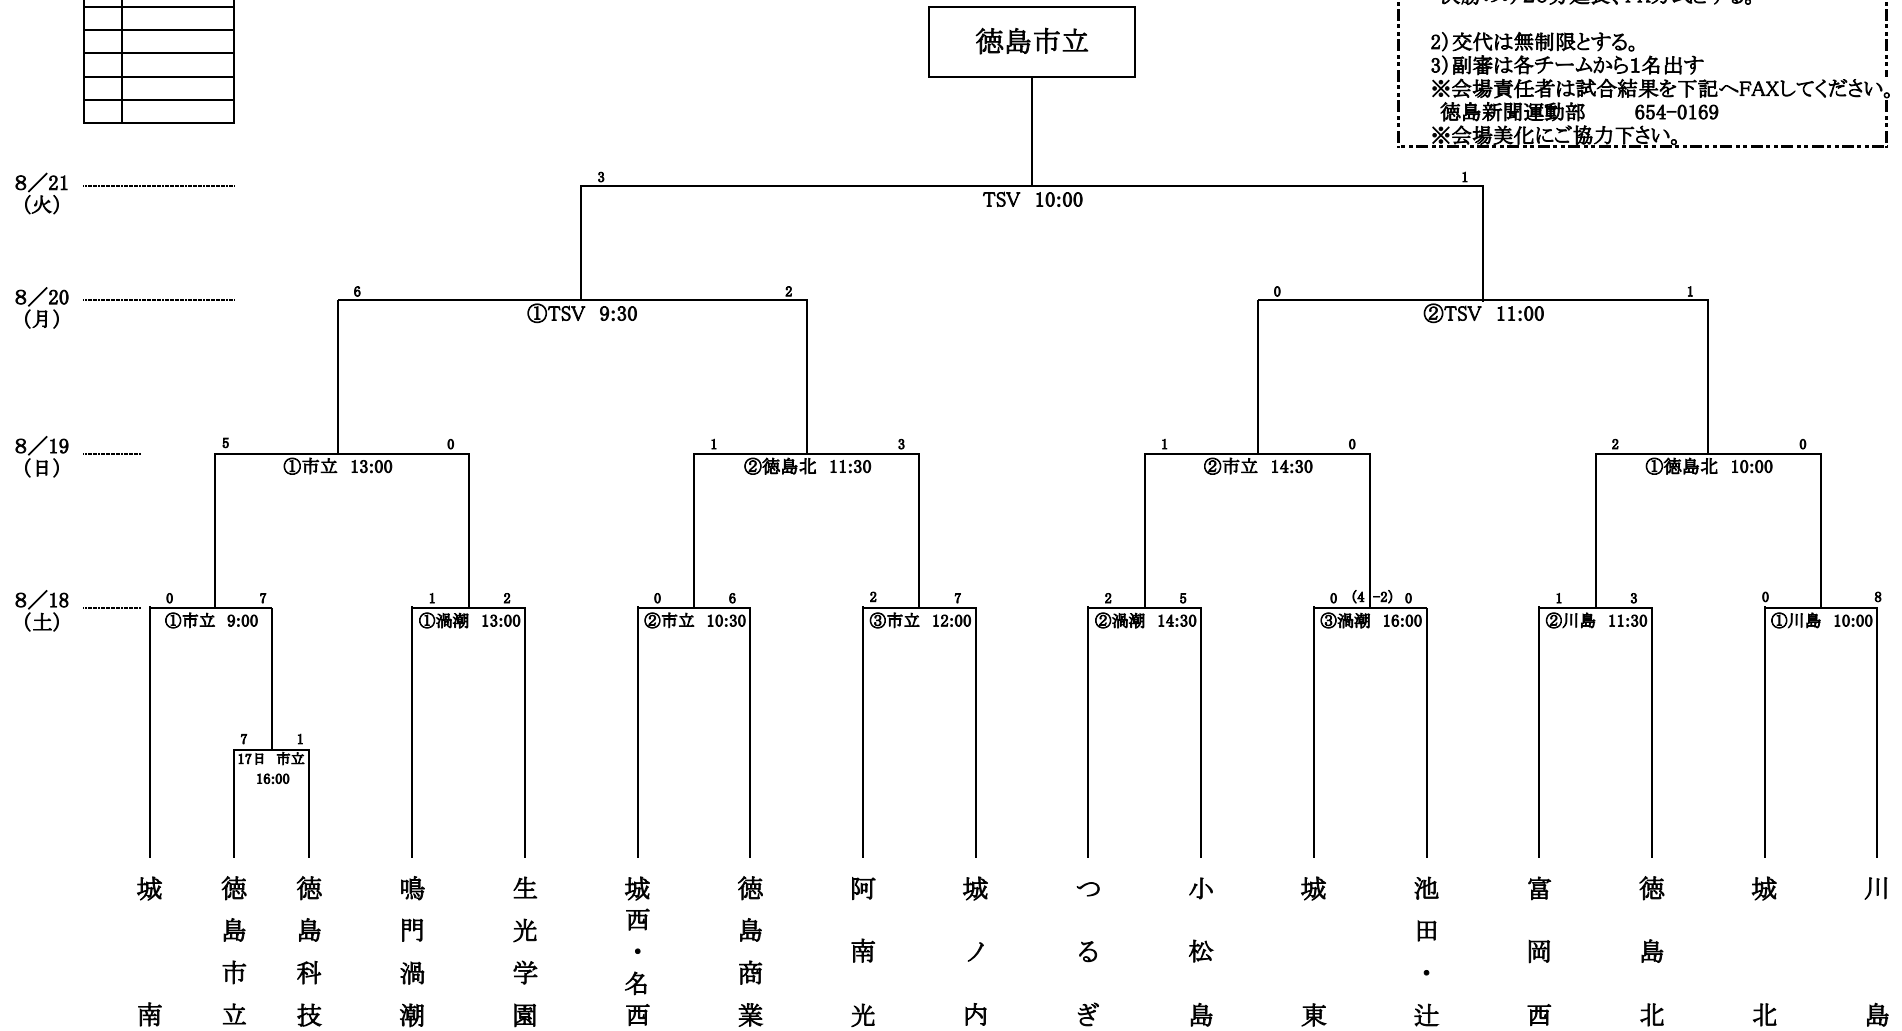 徳島市立
2)交代は無制限とする。
3)副審は各チームから1名出す
※会場責任者は試合結果を下記へFAXしてください。
徳島新聞運動部 654-0169
※会場美化にご協力下さい。
8/21
(火)
3 1
TSV 10:00
8/20
(月)
6 2 0 1
①TSV 9:30 ②TSV 11:00
8/19
(日)
5 0 1 3 1 0 2 0
①市立 13:00 ②徳島北 11:30 ②市立 14:30 ①徳島北 10:00
8/18
(土)
0 7 1 2 0 6 2 7 2 5 0 (4 -2) 0 1 3 0 8
①市立 9:00 ①渦潮 13:00 ②市立 10:30 ③市立 12:00 ②渦潮 14:30 ③渦潮 16:00 ②川島 11:30 ①川島 10:00
7 1
17日 市立
16:00
城南
徳島市立
徳島科技
鳴門渦潮
生光学園
城西・名西
徳島商業
阿南光
城ノ内
つるぎ
小松島
城東
池田・辻
富岡西
徳島北
城北
川島